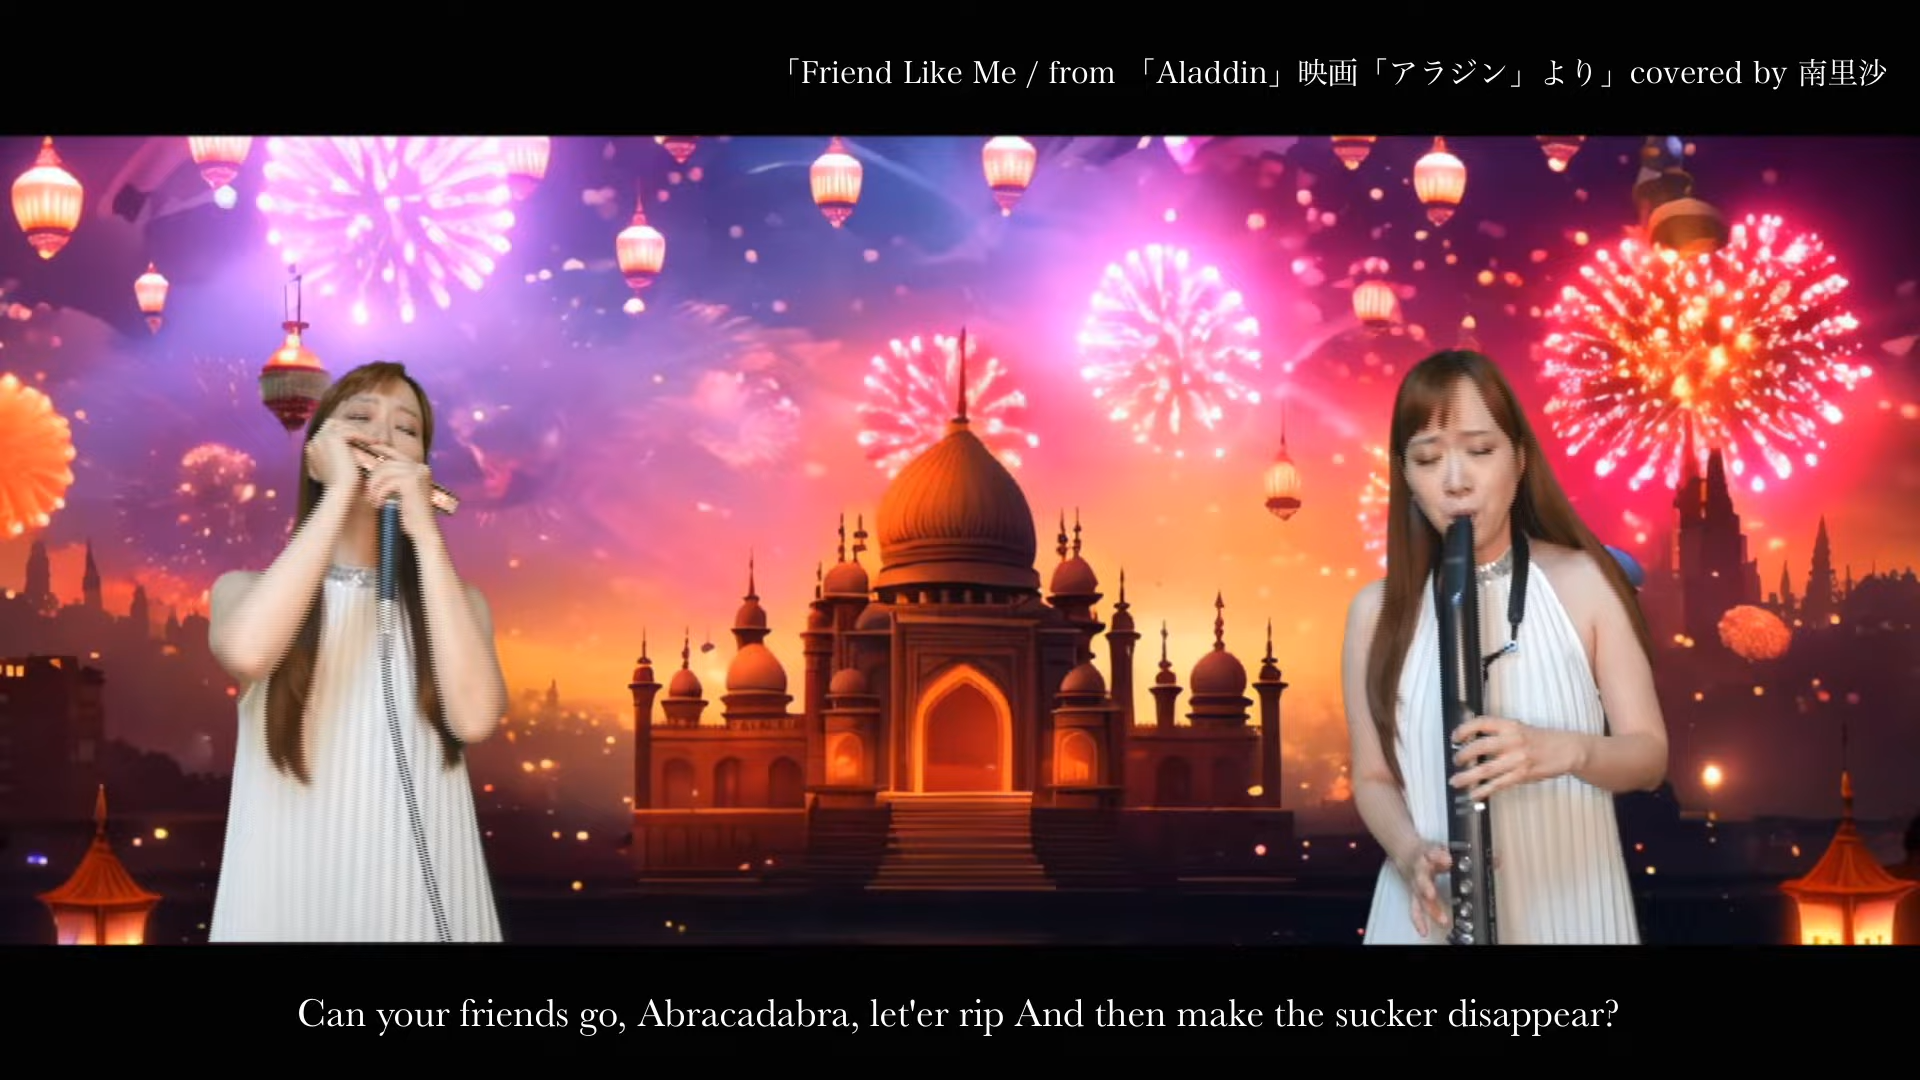 「Friend Like Me / from 「Aladdin」映画「アラジン」より」covered by 南里沙
Can your friends go, Abracadabra, let'er rip And then make the sucker disappear?